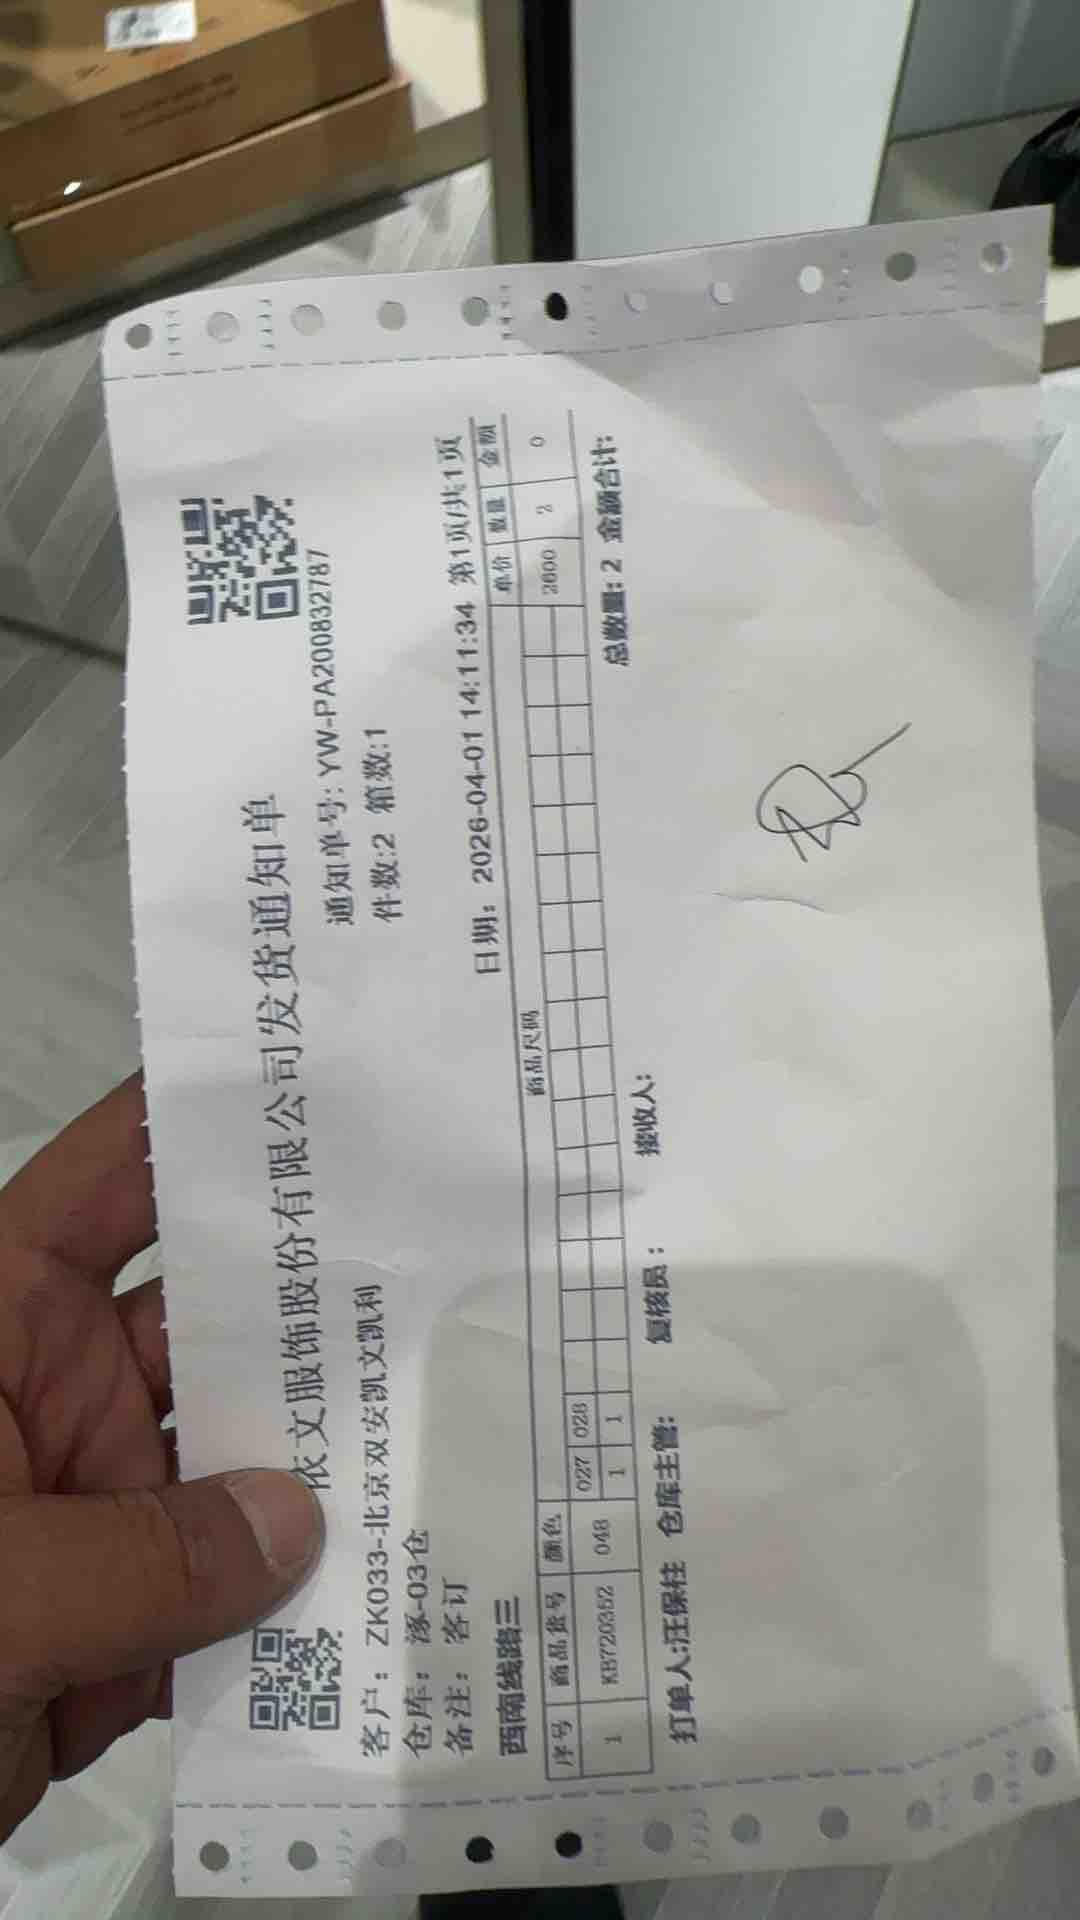 依文服饰股份有限公司发货通知单
通知单号: YW-PA200832787
客户： ZK033-北京双安凯文凯利
件数:2 箱数:1
仓库： 涿-03仓
备注： 客订
西南线路三
日期： 2026-04-01 14:11:34 第1页/共1页
序号 商品货号 颜色 商品尺码 单价 数量 金额
027 028
1 KB720352 048 1 1 2600 2 0
总数量: 2 金额合计:
打单人:汪保柱 仓库主管: 复核员： 接收人: